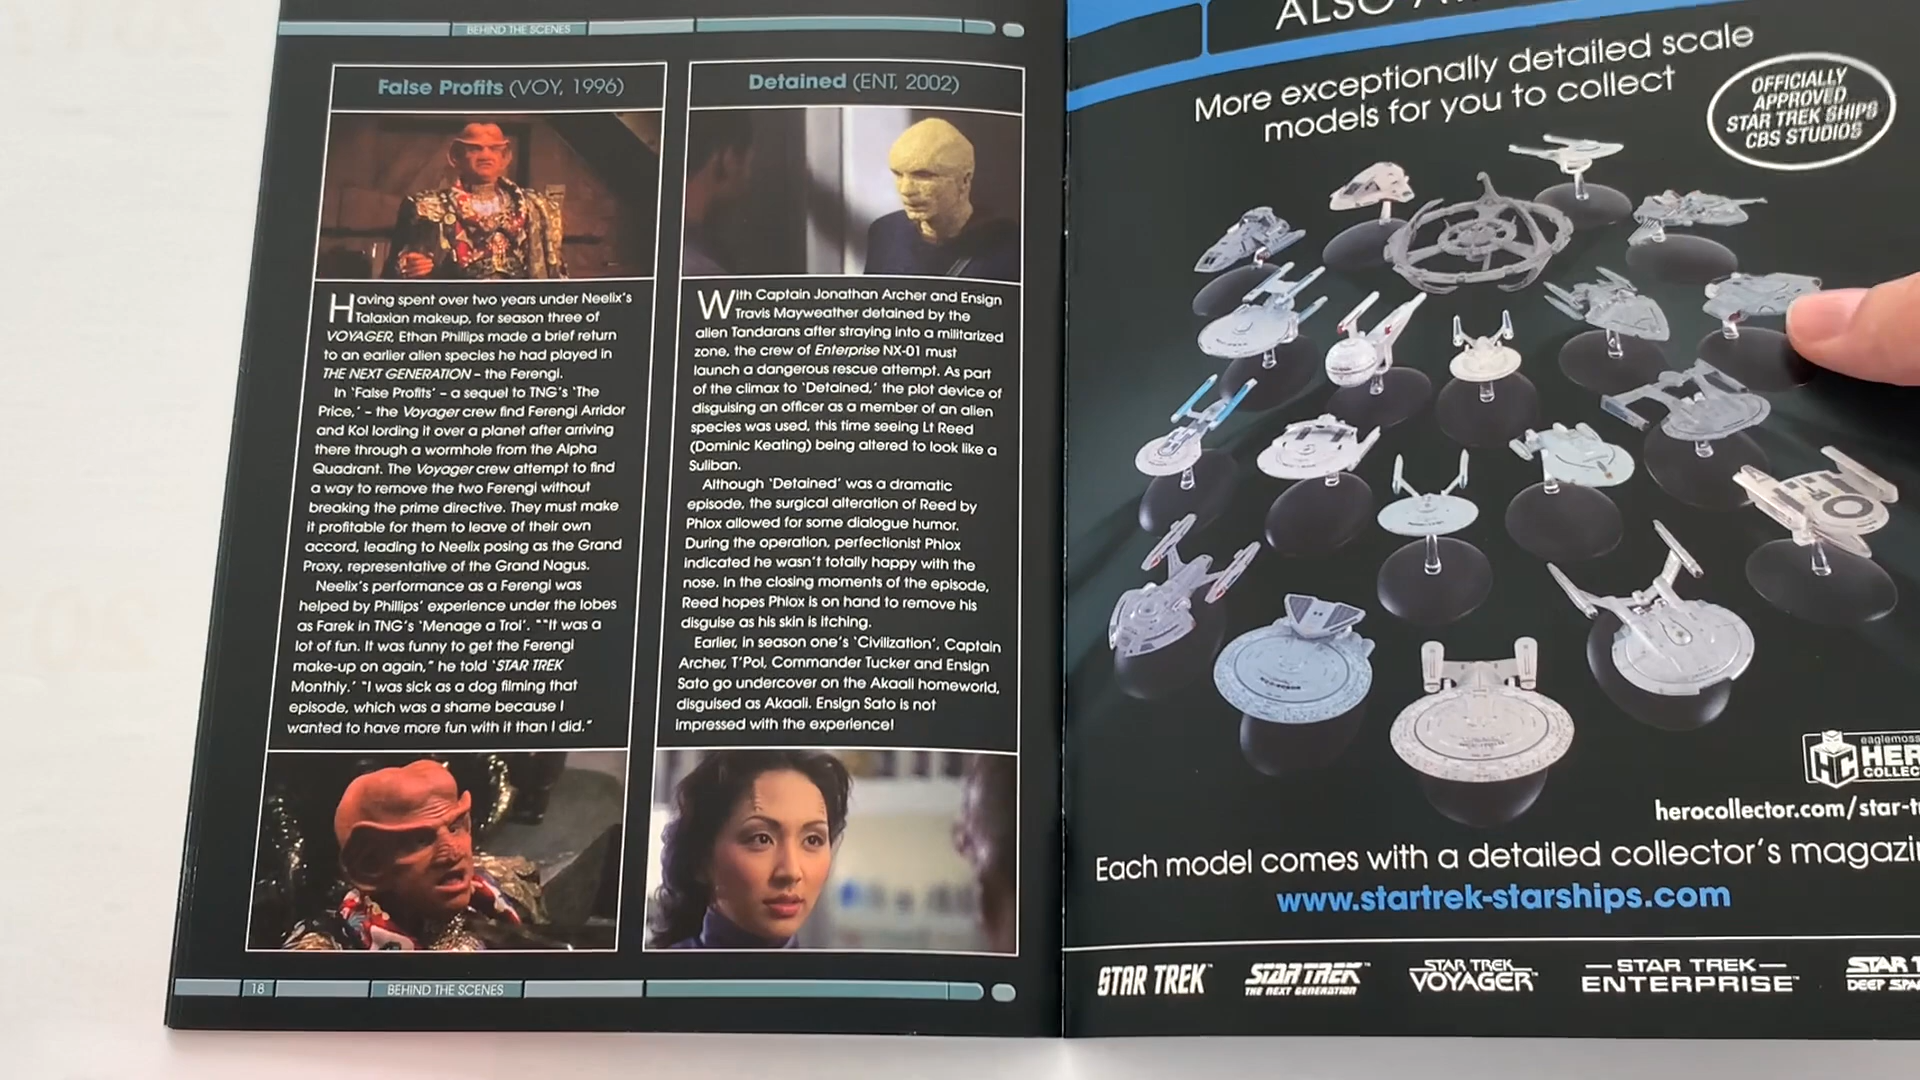 BEHIND THE SCENES
False Profits (VOY, 1996)
Having spent over two years under Neelix's
Talaxian makeup, for season three of
VOYAGER, Ethan Phillips made a brief return
to an earlier alien species he had played in
THE NEXT GENERATION – the Ferengi.
In 'False Profits' – a sequel to TNG's 'The
Price,' – the Voyager crew find Ferengi Arridor
and Kol lording it over a planet after arriving
there through a wormhole from the Alpha
Quadrant. The Voyager crew attempt to find
a way to remove the two Ferengi without
breaking the prime directive. They must make
it profitable for them to leave of their own
accord, leading to Neelix posing as the Grand
Proxy, representative of the Grand Nagus.
Neelix's performance as a Ferengi was
helped by Phillips' experience under the lobes
as Farek in TNG's 'Menage a Troi'. ""It was a
lot of fun. It was funny to get the Ferengi
make-up on again," he told 'STAR TREK
Monthly.' "I was sick as a dog filming that
episode, which was a shame because I
wanted to have more fun with it than I did."
Detained (ENT, 2002)
With Captain Jonathan Archer and Ensign
Travis Mayweather detained by the
alien Tandarans after straying into a militarized
zone, the crew of Enterprise NX-01 must
launch a dangerous rescue attempt. As part
of the climax to 'Detained,' the plot device of
disguising an officer as a member of an alien
species was used, this time seeing Lt Reed
(Dominic Keating) being altered to look like a
Suliban.
Although 'Detained' was a dramatic
episode, the surgical alteration of Reed by
Phlox allowed for some dialogue humor.
During the operation, perfectionist Phlox
indicated he wasn't totally happy with the
nose. In the closing moments of the episode,
Reed hopes Phlox is on hand to remove his
disguise as his skin is itching.
Earlier, in season one's 'Civilization', Captain
Archer, T'Pol, Commander Tucker and Ensign
Sato go undercover on the Akaali homeworld,
disguised as Akaali. Ensign Sato is not
impressed with the experience!
18
BEHIND THE SCENES
ALSO
More exceptionally detailed scale
models for you to collect
OFFICIALLY
APPROVED
STAR TREK SHIPS
CBS STUDIOS
eaglemoss
HC
HER
COLLEC
herocollector.com/star-tr
Each model comes with a detailed collector's magazin
www.startrek-starships.com
STAR TREK™
STAR TREK™
THE NEXT GENERATION
STAR TREK
VOYAGER™
STAR TREK
ENTERPRISE™
STAR T
DEEP SPA